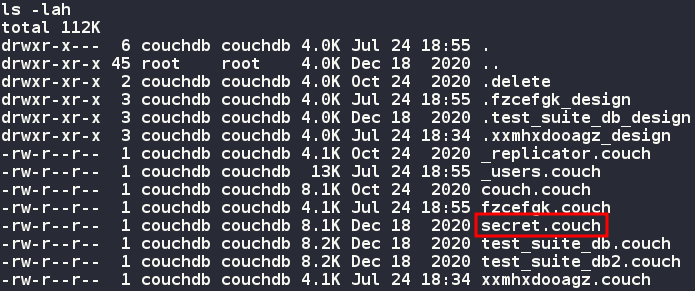 ls -lah
total 112K
drwxr-x---  6 couchdb couchdb 4.0K Jul 24 18:55 .
drwxr-xr-x 45 root    root    4.0K Dec 18  2020 ..
drwxr-xr-x  2 couchdb couchdb 4.0K Oct 24  2020 .delete
drwxr-xr-x  3 couchdb couchdb 4.0K Jul 24 18:55 .fzcefgk_design
drwxr-xr-x  3 couchdb couchdb 4.0K Dec 18  2020 .test_suite_db_design
drwxr-xr-x  3 couchdb couchdb 4.0K Jul 24 18:34 .xxmhxdooagz_design
-rw-r--r--  1 couchdb couchdb 4.1K Oct 24  2020 _replicator.couch
-rw-r--r--  1 couchdb couchdb  13K Jul 24 18:55 _users.couch
-rw-r--r--  1 couchdb couchdb 8.1K Oct 24  2020 couch.couch
-rw-r--r--  1 couchdb couchdb 4.1K Jul 24 18:55 fzcefgk.couch
-rw-r--r--  1 couchdb couchdb 8.1K Dec 18  2020 secret.couch
-rw-r--r--  1 couchdb couchdb 8.2K Dec 18  2020 test_suite_db.couch
-rw-r--r--  1 couchdb couchdb 8.2K Dec 18  2020 test_suite_db2.couch
-rw-r--r--  1 couchdb couchdb 4.1K Jul 24 18:34 xxmhxdooagz.couch